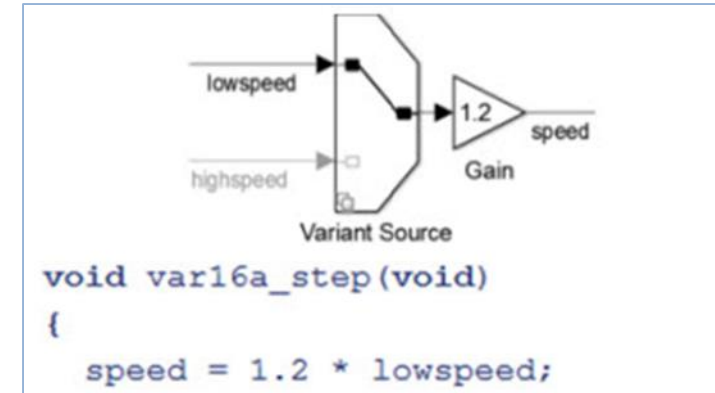 lowspeed
1.2
speed
highspeed
Gain
Variant Source
void var16a_step(void)
{
speed = 1.2 * lowspeed;